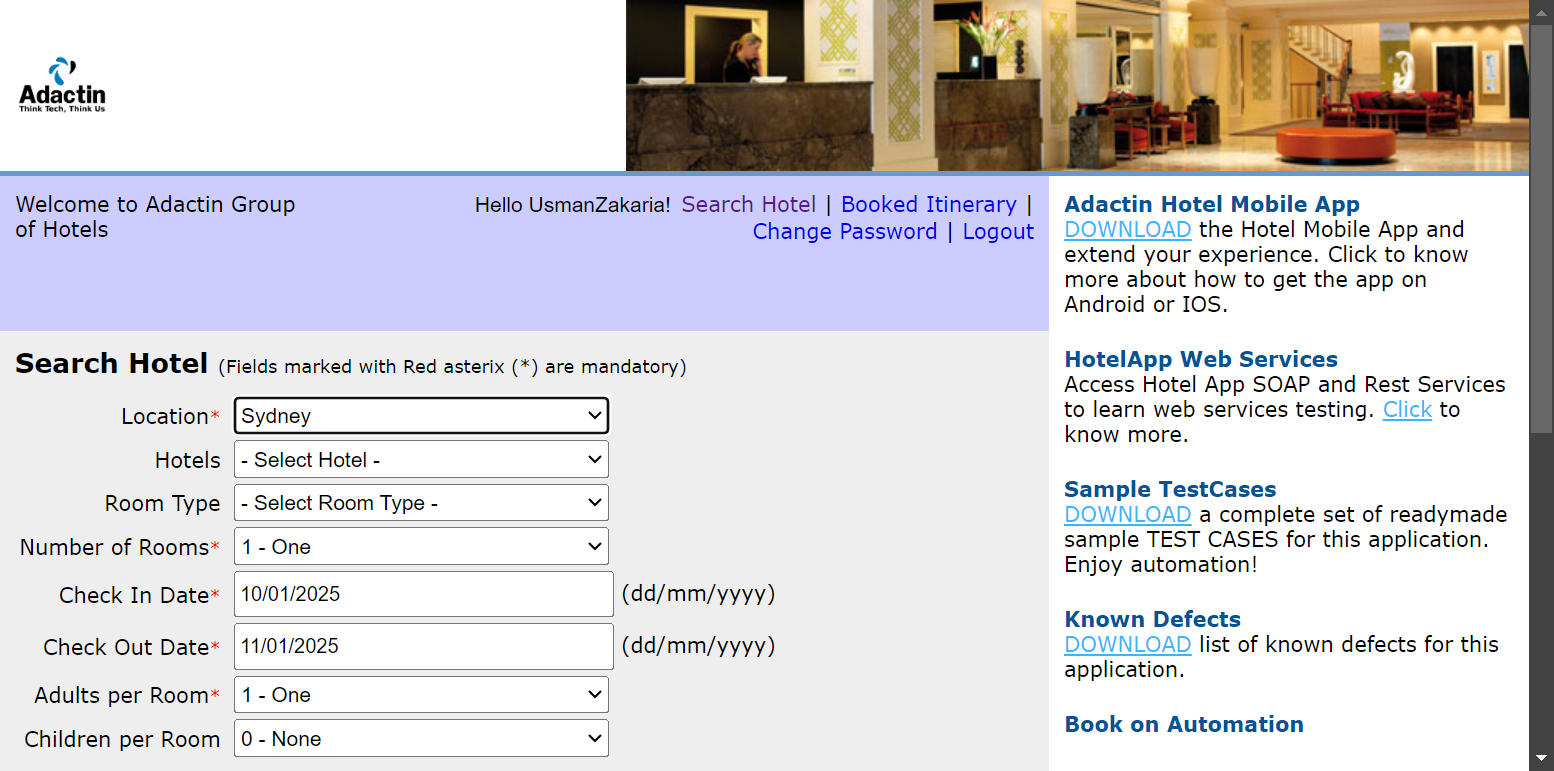 Adactin
Think Tech, Think Us
Welcome to Adactin Group
of Hotels
Hello UsmanZakaria! Search Hotel | Booked Itinerary |
Change Password | Logout
Search Hotel (Fields marked with Red asterix (*) are mandatory)
Location* Sydney
Hotels - Select Hotel -
Room Type - Select Room Type -
Number of Rooms* 1 - One
Check In Date* 10/01/2025 (dd/mm/yyyy)
Check Out Date* 11/01/2025 (dd/mm/yyyy)
Adults per Room* 1 - One
Children per Room 0 - None
Adactin Hotel Mobile App
DOWNLOAD the Hotel Mobile App and
extend your experience. Click to know
more about how to get the app on
Android or IOS.
HotelApp Web Services
Access Hotel App SOAP and Rest Services
to learn web services testing. Click to
know more.
Sample TestCases
DOWNLOAD a complete set of readymade
sample TEST CASES for this application.
Enjoy automation!
Known Defects
DOWNLOAD list of known defects for this
application.
Book on Automation